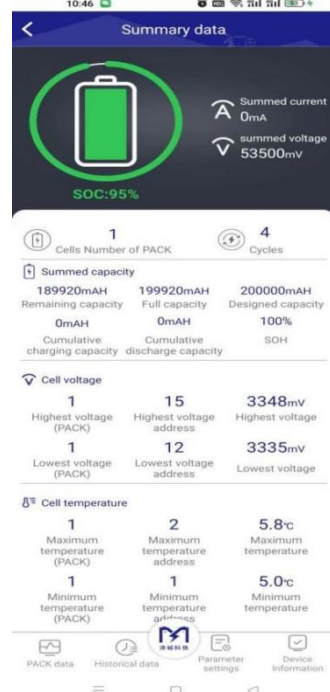 10:46
Summary data
Summed current
0mA
summed voltage
53500mV
SOC:95%
1
Cells Number of PACK
4
Cycles
Summed capacity
189920mAH 199920mAH 200000mAH
Remaining capacity Full capacity Designed capacity
0mAH 0mAH 100%
Cumulative charging capacity
Cumulative discharge capacity
SOH
Cell voltage
1 15 3348mV
Highest voltage (PACK)
Highest voltage address
Highest voltage
1 12 3335mV
Lowest voltage (PACK)
Lowest voltage address
Lowest voltage
Cell temperature
1 2 5.8℃
Maximum temperature (PACK)
Maximum temperature address
Maximum temperature
1 1 5.0℃
Minimum temperature (PACK)
Minimum temperature address
Minimum temperature
PACK data
Historical data
Parameter settings
Device Information